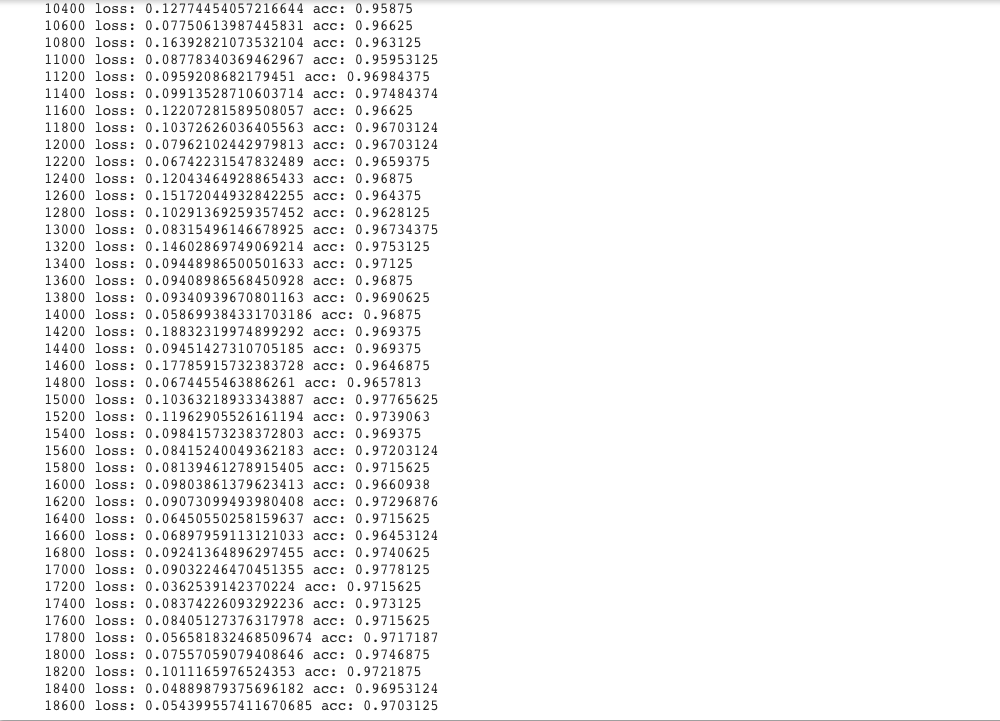 10400 loss: 0.12774454057216644 acc: 0.95875
10600 loss: 0.07750613987445831 acc: 0.96625
10800 loss: 0.16392821073532104 acc: 0.963125
11000 loss: 0.08778340369462967 acc: 0.95953125
11200 loss: 0.0959208682179451 acc: 0.96984375
11400 loss: 0.09913528710603714 acc: 0.97484374
11600 loss: 0.12207281589508057 acc: 0.96625
11800 loss: 0.10372626036405563 acc: 0.96703124
12000 loss: 0.07962102442979813 acc: 0.96703124
12200 loss: 0.06742231547832489 acc: 0.9659375
12400 loss: 0.12043464928865433 acc: 0.96875
12600 loss: 0.15172044932842255 acc: 0.964375
12800 loss: 0.10291369259357452 acc: 0.9628125
13000 loss: 0.08315496146678925 acc: 0.96734375
13200 loss: 0.14602869749069214 acc: 0.9753125
13400 loss: 0.09448986500501633 acc: 0.97125
13600 loss: 0.09408986568450928 acc: 0.96875
13800 loss: 0.09340939670801163 acc: 0.9690625
14000 loss: 0.058699384331703186 acc: 0.96875
14200 loss: 0.18832319974899292 acc: 0.969375
14400 loss: 0.09451427310705185 acc: 0.969375
14600 loss: 0.17785915732383728 acc: 0.9646875
14800 loss: 0.0674455463886261 acc: 0.9657813
15000 loss: 0.10363218933343887 acc: 0.97765625
15200 loss: 0.11962905526161194 acc: 0.9739063
15400 loss: 0.09841573238372803 acc: 0.969375
15600 loss: 0.08415240049362183 acc: 0.97203124
15800 loss: 0.08139461278915405 acc: 0.9715625
16000 loss: 0.09803861379623413 acc: 0.9660938
16200 loss: 0.09073099493980408 acc: 0.97296876
16400 loss: 0.06450550258159637 acc: 0.9715625
16600 loss: 0.06897959113121033 acc: 0.96453124
16800 loss: 0.09241364896297455 acc: 0.9740625
17000 loss: 0.09032246470451355 acc: 0.9778125
17200 loss: 0.0362539142370224 acc: 0.9715625
17400 loss: 0.08374226093292236 acc: 0.973125
17600 loss: 0.08405127376317978 acc: 0.9715625
17800 loss: 0.056581832468509674 acc: 0.9717187
18000 loss: 0.07557059079408646 acc: 0.9746875
18200 loss: 0.1011165976524353 acc: 0.9721875
18400 loss: 0.04889879375696182 acc: 0.96953124
18600 loss: 0.054399557411670685 acc: 0.9703125